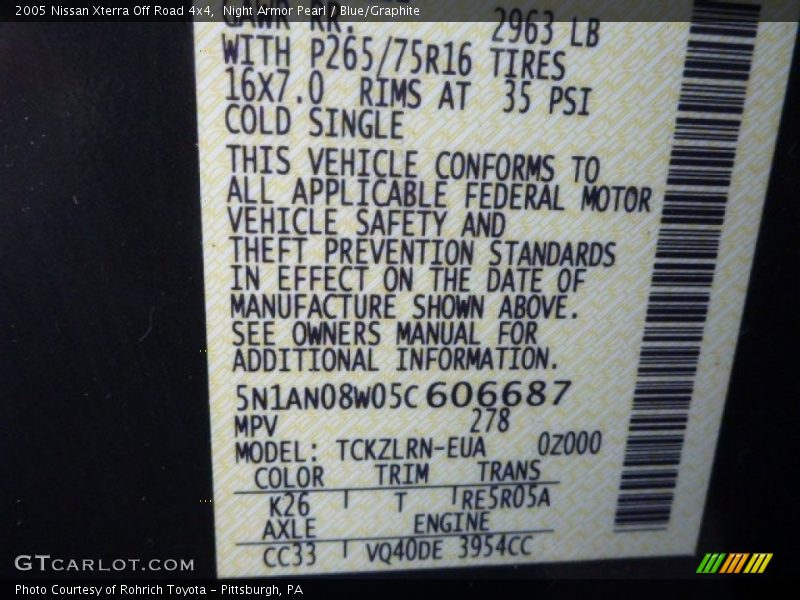 2005 Nissan Xterra Off Road 4x4, Night Armor Pearl / Blue/Graphite
GAWR RR. 2963 LB
WITH P265/75R16 TIRES
16X7.0 RIMS AT 35 PSI
COLD SINGLE
THIS VEHICLE CONFORMS TO
ALL APPLICABLE FEDERAL MOTOR
VEHICLE SAFETY AND
THEFT PREVENTION STANDARDS
IN EFFECT ON THE DATE OF
MANUFACTURE SHOWN ABOVE.
SEE OWNERS MANUAL FOR
ADDITIONAL INFORMATION.
5N1AN08W05C606687
MPV 278
MODEL: TCKZLRN-EUA 0Z000
COLOR TRIM TRANS
K26 T RE5R05A
AXLE ENGINE
CC33 VQ40DE 3954CC
GTCARLOT.COM
Photo Courtesy of Rohrich Toyota - Pittsburgh, PA